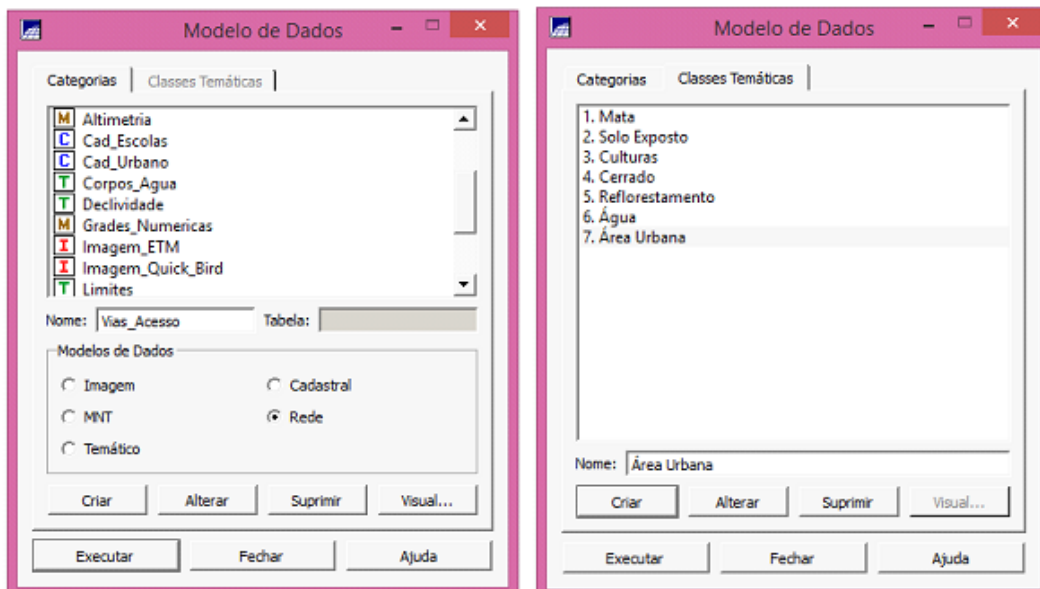 Modelo de Dados
Categorias Classes Temáticas
M Altimetria
C Cad_Escolas
C Cad_Urbano
T Corpos_Agua
T Declividade
M Grades_Numericas
I Imagem_ETM
I Imagem_Quick_Bird
T Limites
Nome: Vias_Acesso Tabela:
Modelos de Dados
Imagem Cadastral
MNT Rede
Temático
Criar Alterar Suprimir Visual...
Executar Fechar Ajuda
Modelo de Dados
Categorias Classes Temáticas
1. Mata
2. Solo Exposto
3. Culturas
4. Cerrado
5. Reflorestamento
6. Água
7. Área Urbana
Nome: Área Urbana
Criar Alterar Suprimir Visual...
Executar Fechar Ajuda